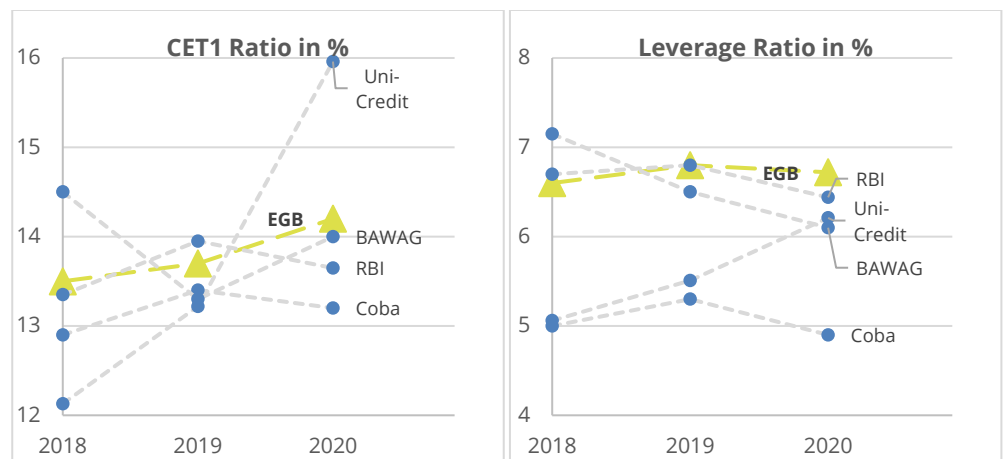 CET1 Ratio in %
16
15
14
13
12
2018 2019 2020
Uni-
Credit
EGB
BAWAG
RBI
Coba
Leverage Ratio in %
8
7
6
5
4
2018 2019 2020
EGB
RBI
Uni-
Credit
BAWAG
Coba